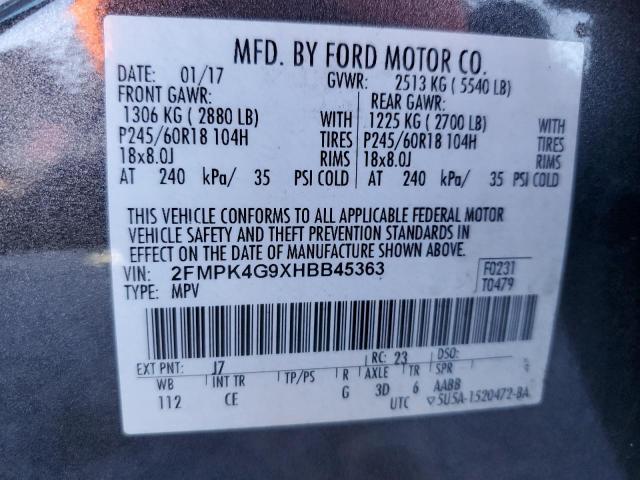 MFD. BY FORD MOTOR CO.
DATE: 01/17 GVWR: 2513 KG ( 5540 LB)
FRONT GAWR: REAR GAWR:
1306 KG ( 2880 LB) WITH 1225 KG ( 2700 LB) WITH
P245/60R18 104H TIRES P245/60R18 104H TIRES
18x8.0J RIMS 18x8.0J RIMS
AT 240 kPa/ 35 PSI COLD AT 240 kPa/ 35 PSI COLD
THIS VEHICLE CONFORMS TO ALL APPLICABLE FEDERAL MOTOR
VEHICLE SAFETY AND THEFT PREVENTION STANDARDS IN
EFFECT ON THE DATE OF MANUFACTURE SHOWN ABOVE.
VIN: 2FMPK4G9XHBB45363 F0231
TYPE: MPV T0479
EXT PNT: J7 RC: 23 DSO:
WB INT TR TP/PS R AXLE TR SPR
112 CE G 3D 6 AABB
UTC 5U5A-1520472-BA